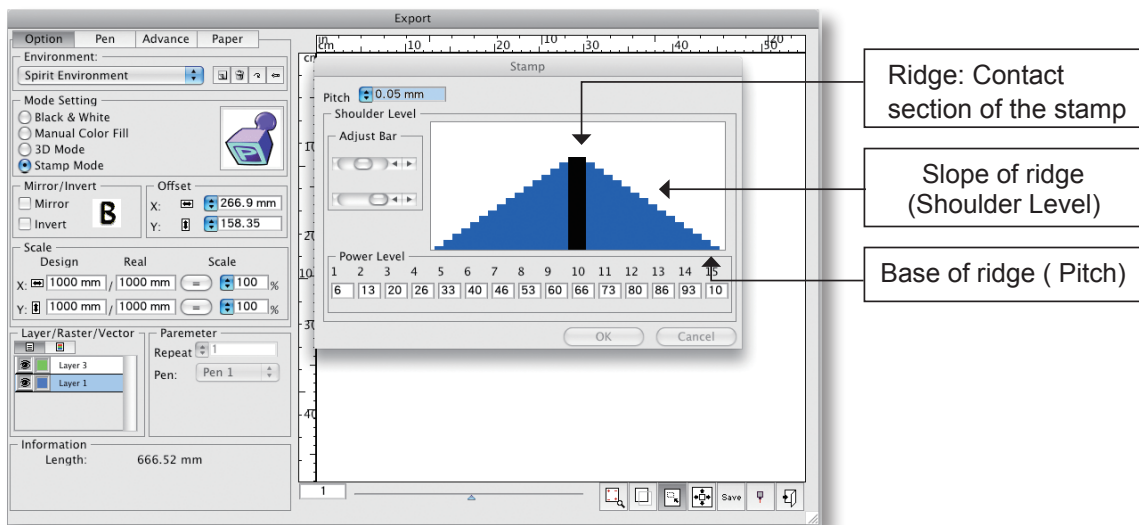 Export
Option Pen Advance Paper
Environment:
Spirit Environment
Mode Setting
Black & White
Manual Color Fill
3D Mode
Stamp Mode
Mirror/Invert
Mirror
Invert
B
Offset
X: 266.9 mm
Y: 158.35
Scale
Design Real Scale
X: 1000 mm / 1000 mm = 100 %
Y: 1000 mm / 1000 mm = 100 %
Layer/Raster/Vector
Layer 3
Layer 1
Paremeter
Repeat 1
Pen: Pen 1
Information
Length: 666.52 mm
in
cm
Stamp
Pitch 0.05 mm
Shoulder Level
Adjust Bar
Power Level
1 2 3 4 5 6 7 8 9 10 11 12 13 14 15
6 13 20 26 33 40 46 53 60 66 73 80 86 93 10
OK Cancel
1
Save
Ridge: Contact
section of the stamp
Slope of ridge
(Shoulder Level)
Base of ridge ( Pitch)